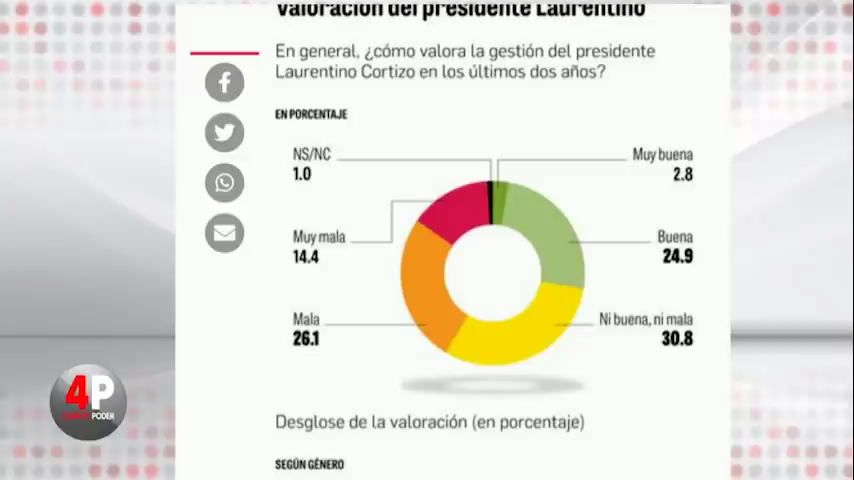 Valoración del presidente Laurentino
En general, ¿cómo valora la gestión del presidente
Laurentino Cortizo en los últimos dos años?
EN PORCENTAJE
NS/NC
1.0
Muy buena
2.8
Muy mala
14.4
Buena
24.9
Mala
26.1
Ni buena, ni mala
30.8
4P
PODER
Desglose de la valoración (en porcentaje)
SEGÚN GÉNERO